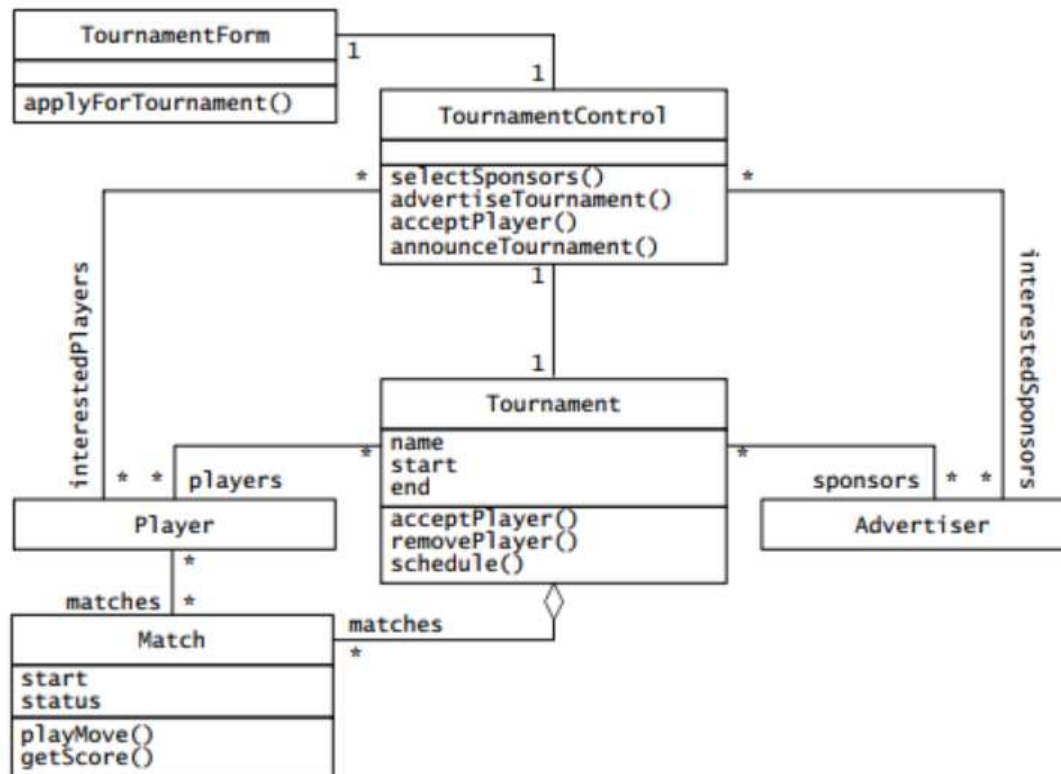 TournamentForm
applyForTournament()
1
1
TournamentControl
selectSponsors()
advertiseTournament()
acceptPlayer()
announceTournament()
*
*
1
1
interestedPlayers
interestedSponsors
Tournament
name
start
end
acceptPlayer()
removePlayer()
schedule()
*
*
* * players
sponsors * *
Player
Advertiser
*
matches *
matches
*
Match
start
status
playMove()
getScore()